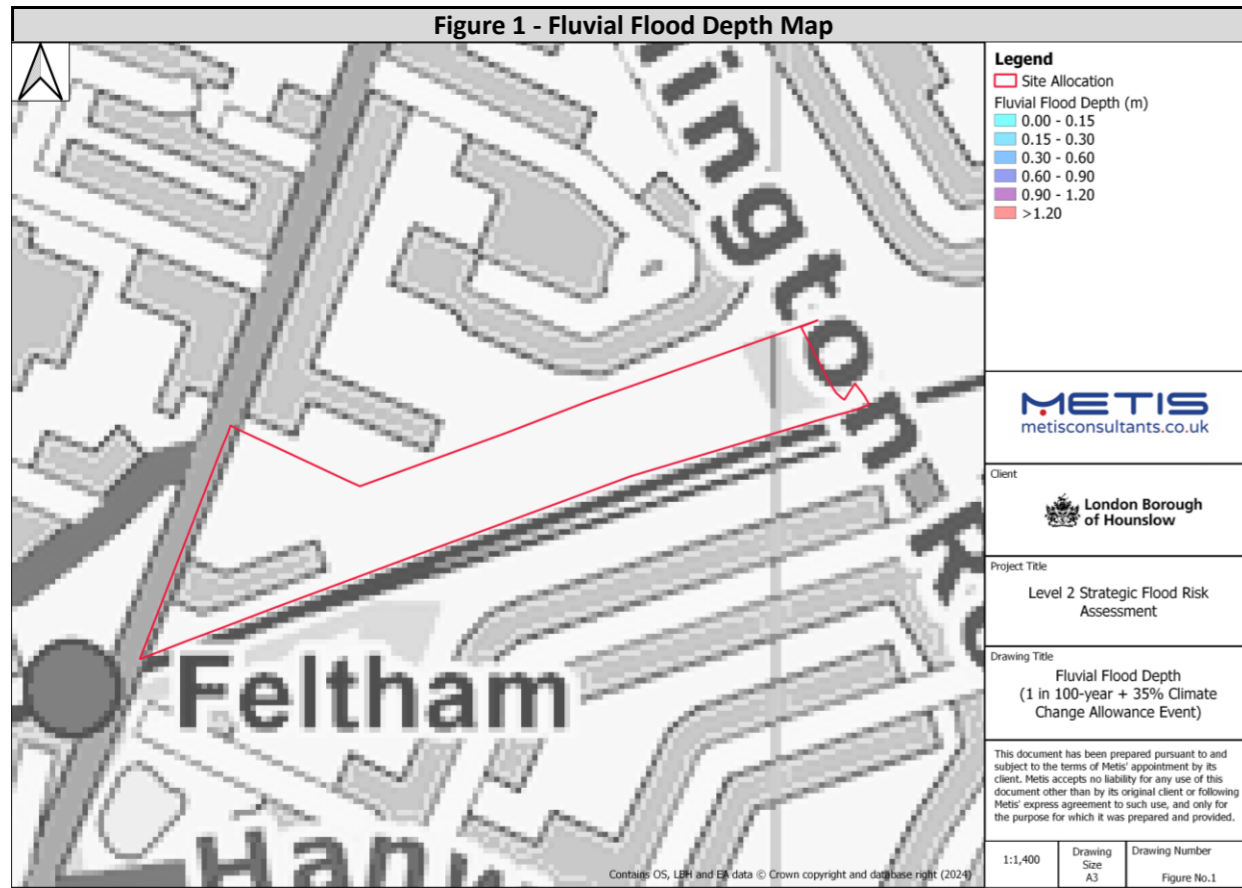 Figure 1 - Fluvial Flood Depth Map
ington Ro
Feltham
Hanw
Contains OS, LBH and EA data © Crown copyright and database right (2024)
Legend
Site Allocation
Fluvial Flood Depth (m)
0.00 - 0.15
0.15 - 0.30
0.30 - 0.60
0.60 - 0.90
0.90 - 1.20
>1.20
METIS
metisconsultants.co.uk
Client
London Borough
of Hounslow
Project Title
Level 2 Strategic Flood Risk
Assessment
Drawing Title
Fluvial Flood Depth
(1 in 100-year + 35% Climate
Change Allowance Event)
This document has been prepared pursuant to and
subject to the terms of Metis' appointment by its
client. Metis accepts no liability for any use of this
document other than by its original client or following
Metis' express agreement to such use, and only for
the purpose for which it was prepared and provided.
1:1,400
Drawing
Size
A3
Drawing Number
Figure No.1